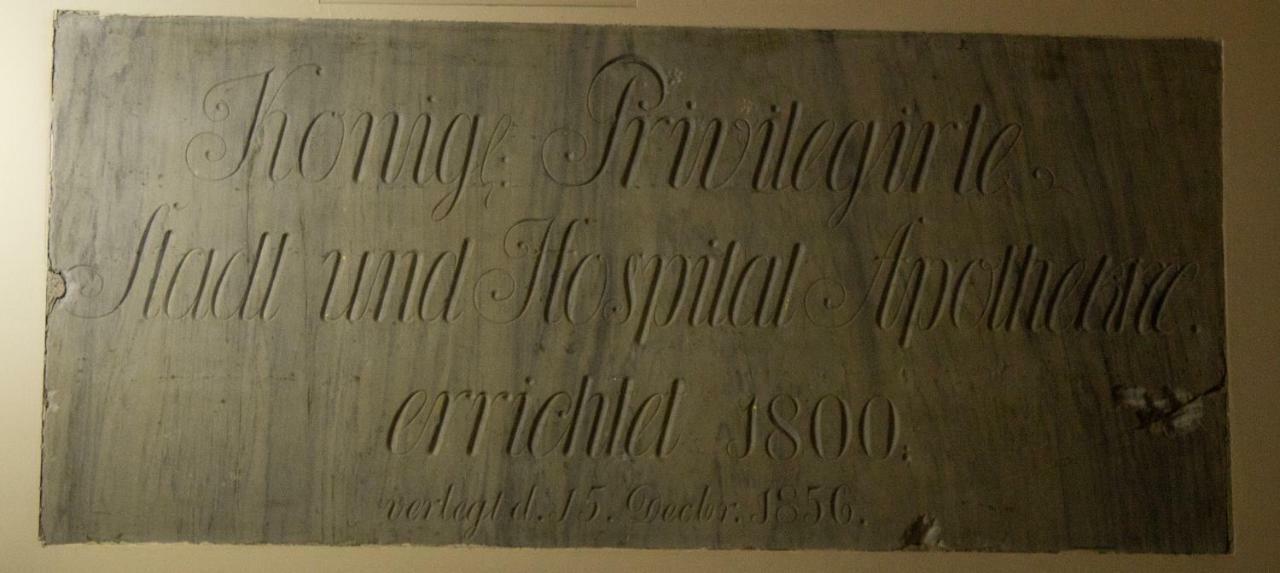 Königl: Privilegirte
Stadt und Hospital Apotheke.
errichtet 1800.
verlegt d. 15. Decbr. 1856.